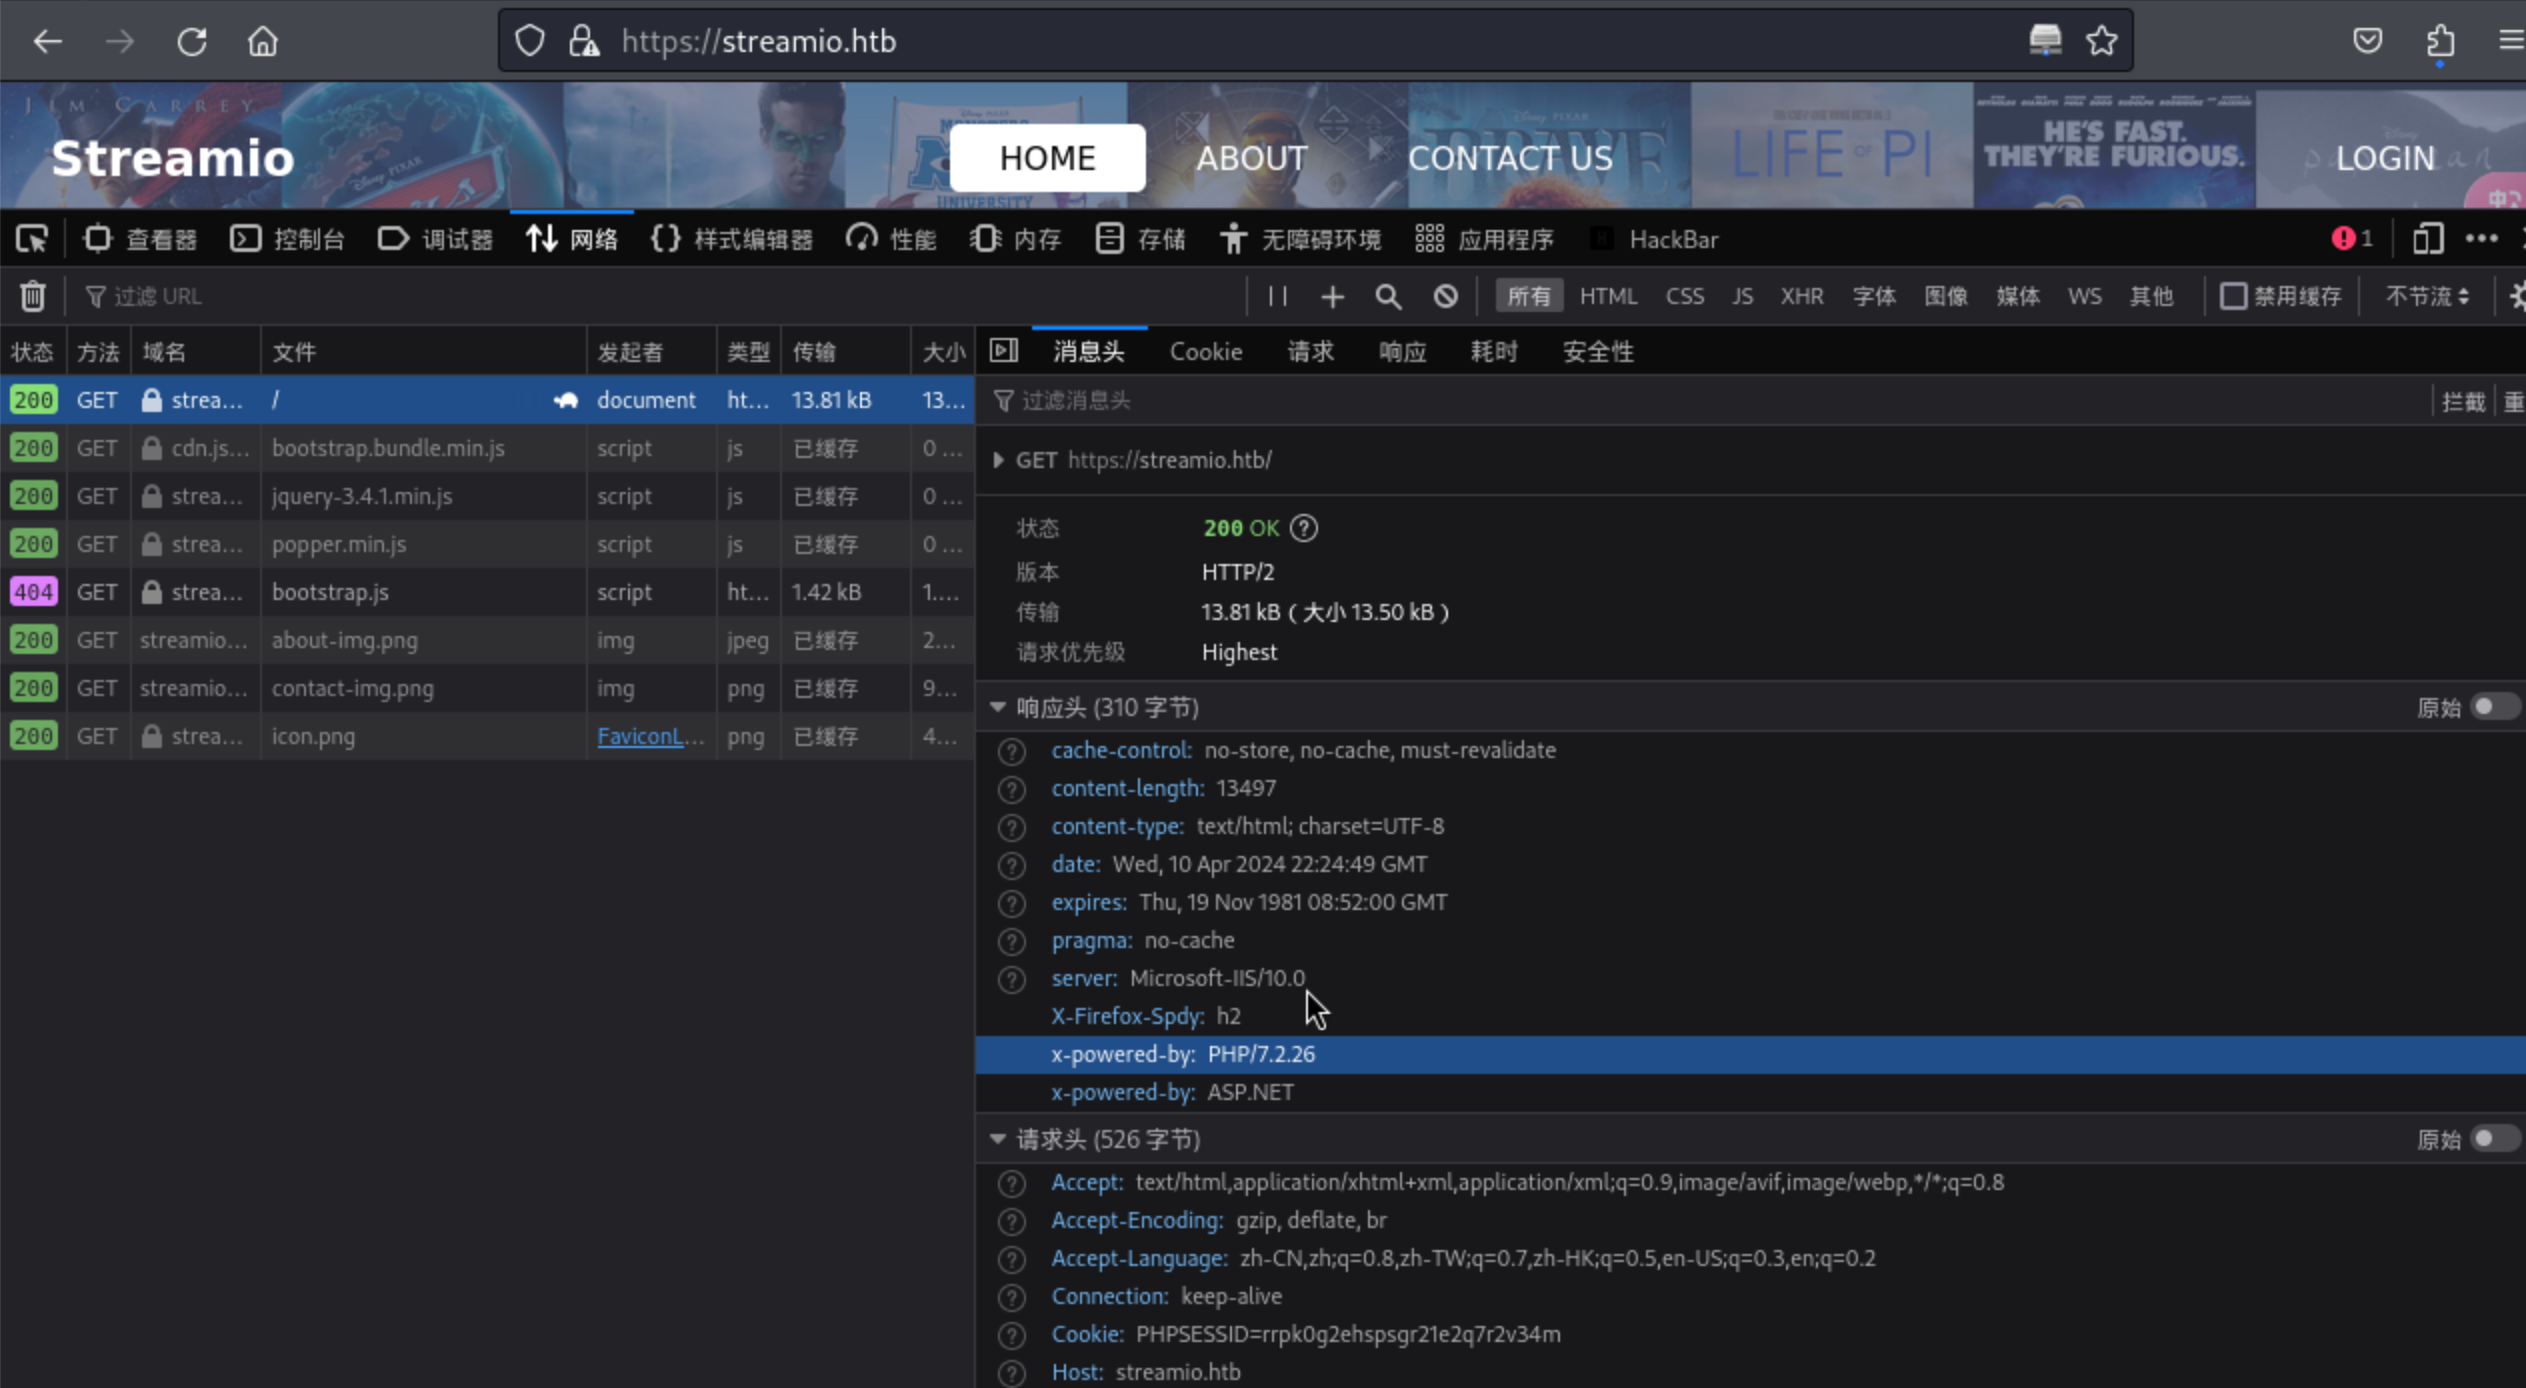 https://streamio.htb
JIM CARREY
Streamio
HOME
ABOUT
CONTACT US
LOGIN
MONSTERS
UNIVERSITY
BRAVE
LIFE OF PI
HE'S FAST.
THEY'RE FURIOUS.
查看器 控制台 调试器 网络 样式编辑器 性能 内存 存储 无障碍环境 应用程序 HackBar 1
过滤 URL 所有 HTML CSS JS XHR 字体 图像 媒体 WS 其他 禁用缓存 不节流
状态 方法 域名 文件 发起者 类型 传输 大小
200 GET strea... / document ht... 13.81 kB 13...
200 GET cdn.js... bootstrap.bundle.min.js script js 已缓存 0 ...
200 GET strea... jquery-3.4.1.min.js script js 已缓存 0 ...
200 GET strea... popper.min.js script js 已缓存 0 ...
404 GET strea... bootstrap.js script ht... 1.42 kB 1....
200 GET streamio... about-img.png img jpeg 已缓存 2...
200 GET streamio... contact-img.png img png 已缓存 9...
200 GET strea... icon.png FaviconL... png 已缓存 4...
消息头 Cookie 请求 响应 耗时 安全性
过滤消息头 拦截 重
GET https://streamio.htb/
状态 200 OK
版本 HTTP/2
传输 13.81 kB（大小 13.50 kB）
请求优先级 Highest
响应头 (310 字节) 原始
cache-control: no-store, no-cache, must-revalidate
content-length: 13497
content-type: text/html; charset=UTF-8
date: Wed, 10 Apr 2024 22:24:49 GMT
expires: Thu, 19 Nov 1981 08:52:00 GMT
pragma: no-cache
server: Microsoft-IIS/10.0
X-Firefox-Spdy: h2
x-powered-by: PHP/7.2.26
x-powered-by: ASP.NET
请求头 (526 字节) 原始
Accept: text/html,application/xhtml+xml,application/xml;q=0.9,image/avif,image/webp,*/*;q=0.8
Accept-Encoding: gzip, deflate, br
Accept-Language: zh-CN,zh;q=0.8,zh-TW;q=0.7,zh-HK;q=0.5,en-US;q=0.3,en;q=0.2
Connection: keep-alive
Cookie: PHPSESSID=rrpk0g2ehspsgr21e2q7r2v34m
Host: streamio.htb